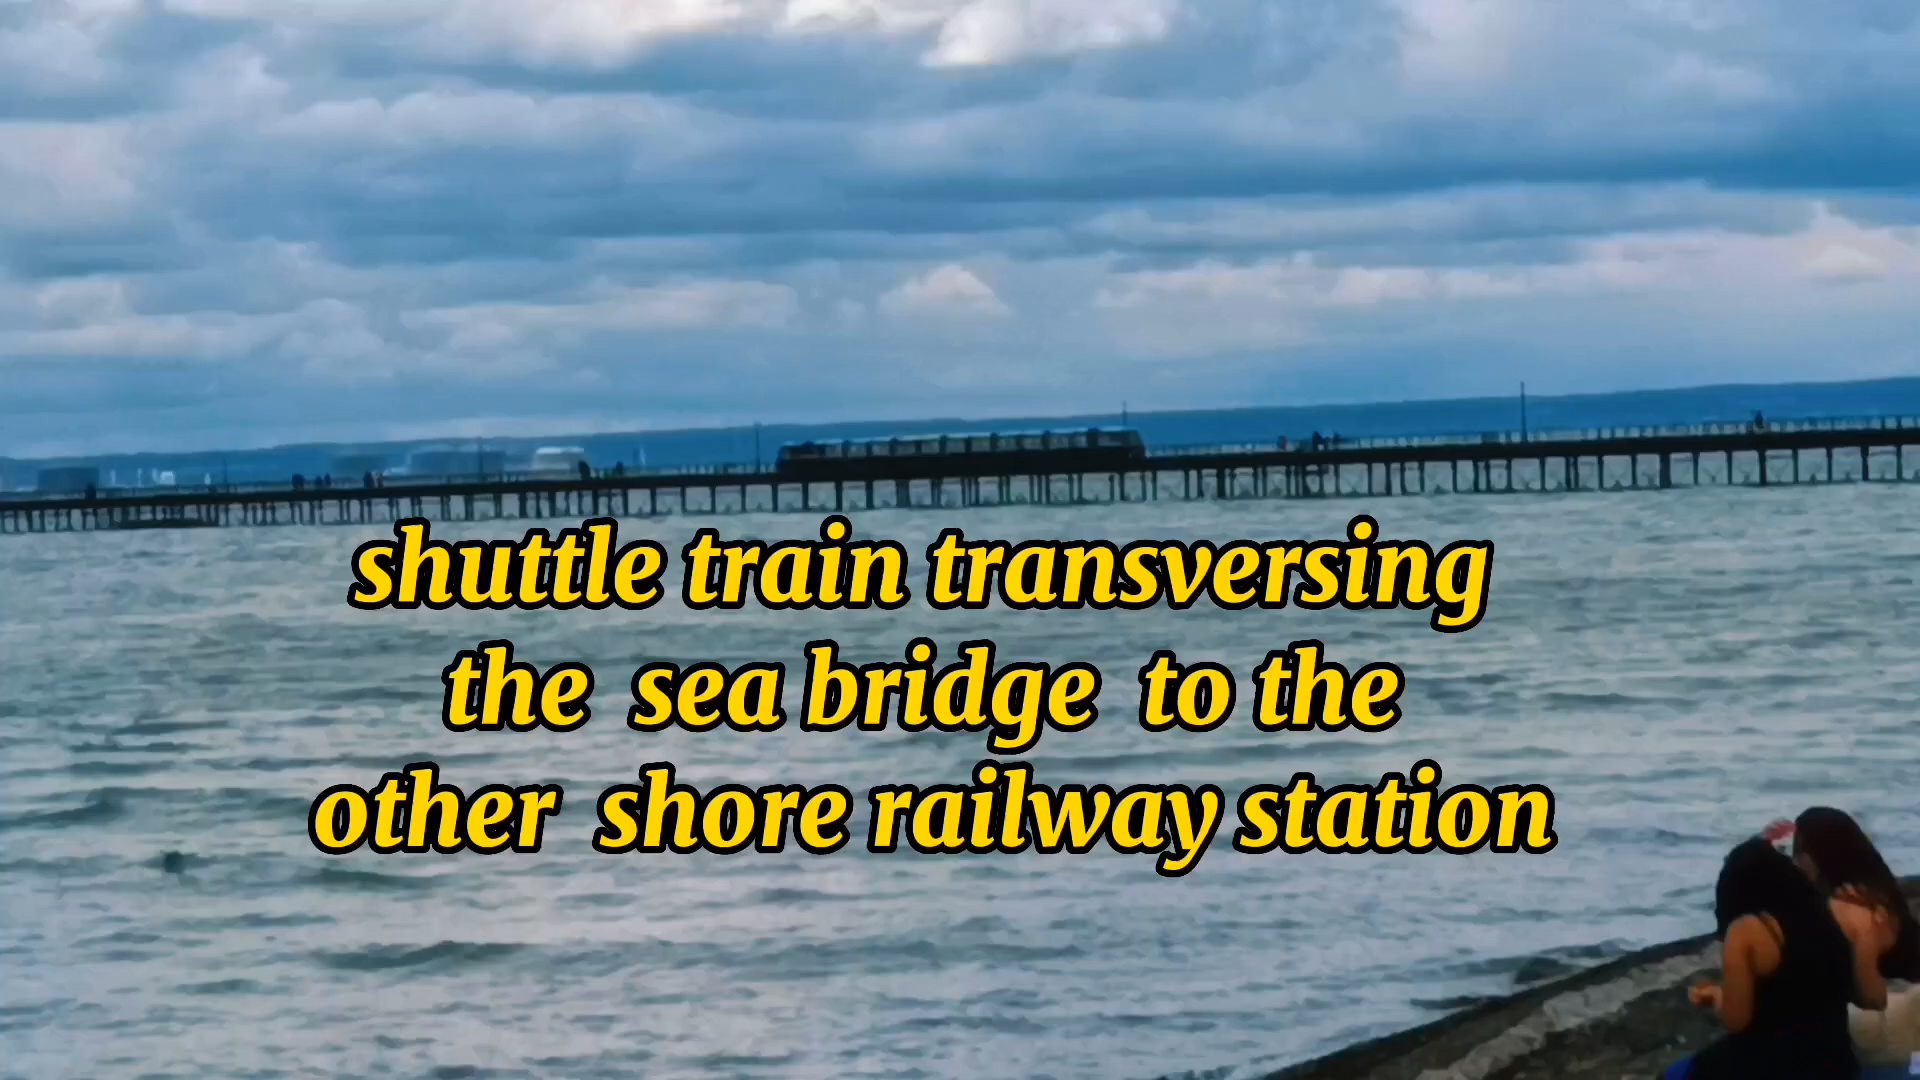 shuttle train transversing
the sea bridge to the
other shore railway station